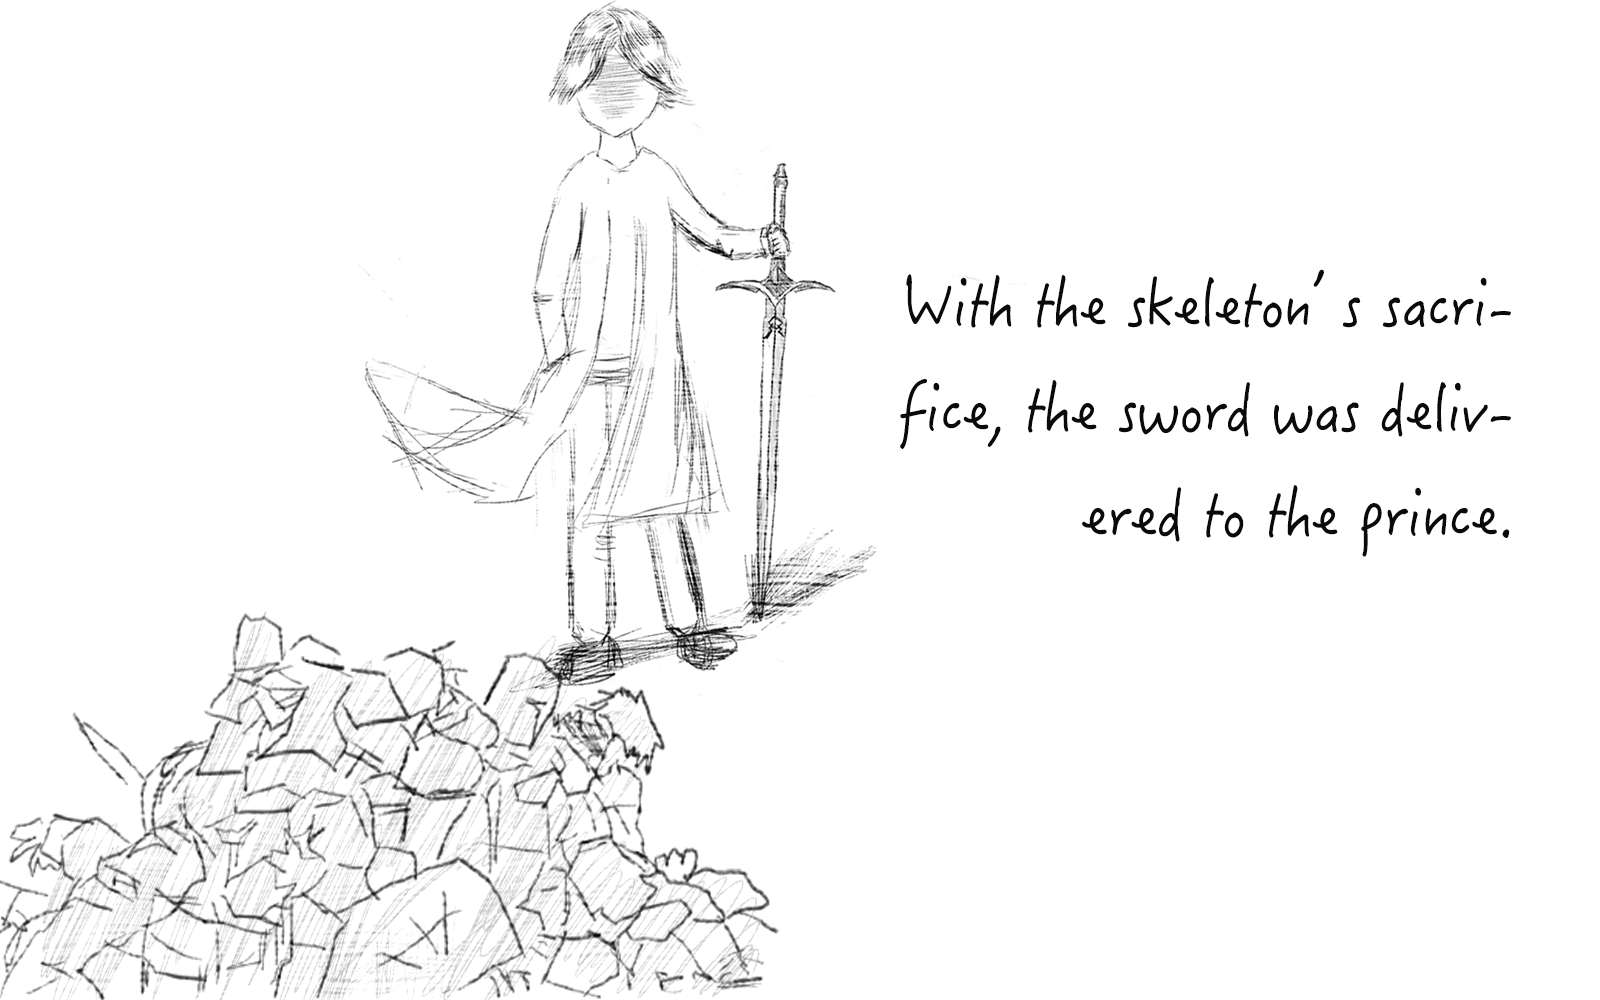 With the skeleton's sacri-
fice, the sword was deliv-
ered to the prince.